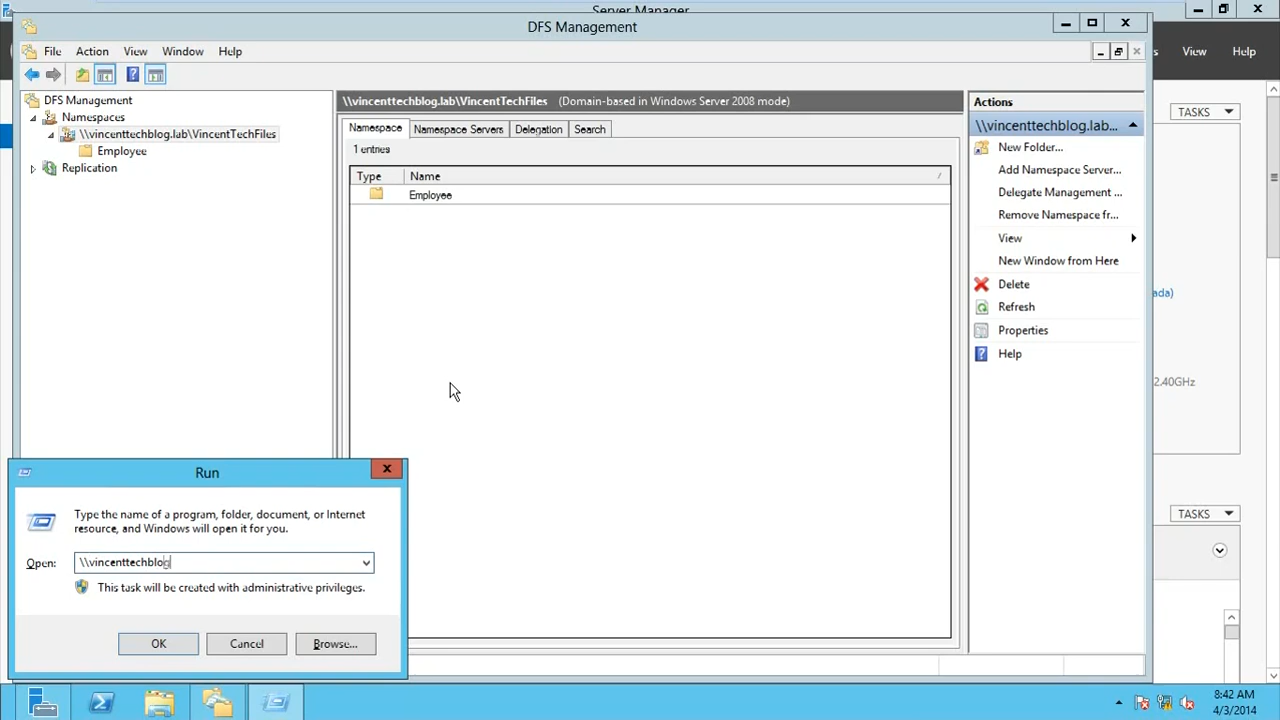 Server Manager
DFS Management
File Action View Window Help
View Help
DFS Management
Namespaces
\\vincenttechblog.lab\VincentTechFiles
Employee
Replication
\\vincenttechblog.lab\VincentTechFiles (Domain-based in Windows Server 2008 mode)
Namespace Namespace Servers Delegation Search
1 entries
Type Name
Employee
Actions
\\vincenttechblog.lab...
New Folder...
Add Namespace Server...
Delegate Management ...
Remove Namespace fr...
View
New Window from Here
Delete
Refresh
Properties
Help
TASKS
ada)
2.40GHz
TASKS
Run
Type the name of a program, folder, document, or Internet
resource, and Windows will open it for you.
Open: \\vincenttechblog
This task will be created with administrative privileges.
OK Cancel Browse...
8:42 AM
4/3/2014